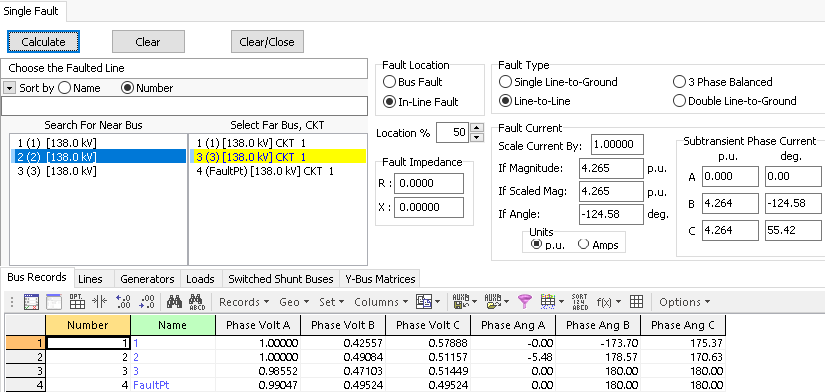 Single Fault
Calculate Clear Clear/Close
Choose the Faulted Line
Sort by Name Number
Search For Near Bus Select Far Bus, CKT
1 (1) [138.0 kV] 1 (1) [138.0 kV] CKT 1
2 (2) [138.0 kV] 3 (3) [138.0 kV] CKT 1
3 (3) [138.0 kV] 4 (FaultPt) [138.0 kV] CKT 1
Fault Location
Bus Fault
In-Line Fault
Location % 50
Fault Impedance
R : 0.0000
X : 0.00000
Fault Type
Single Line-to-Ground 3 Phase Balanced
Line-to-Line Double Line-to-Ground
Fault Current
Scale Current By: 1.00000
If Magnitude: 4.265 p.u.
If Scaled Mag: 4.265 p.u.
If Angle: -124.58 deg.
Units
p.u. Amps
Subtransient Phase Current
p.u. deg.
A 0.000 0.00
B 4.264 -124.58
C 4.264 55.42
Bus Records Lines Generators Loads Switched Shunt Buses Y-Bus Matrices
OPT. .00 .0 Records Geo Set Columns AUXB AUXB SORT 124 ABED f(x) Options
Number Name Phase Volt A Phase Volt B Phase Volt C Phase Ang A Phase Ang B Phase Ang C
1 1 1 1.00000 0.42557 0.57888 -0.00 -173.70 175.37
2 2 2 1.00000 0.49084 0.51157 -5.48 178.57 170.63
3 3 3 0.98552 0.47103 0.51449 0.00 180.00 180.00
4 4 FaultPt 0.99047 0.49524 0.49524 0.00 180.00 180.00